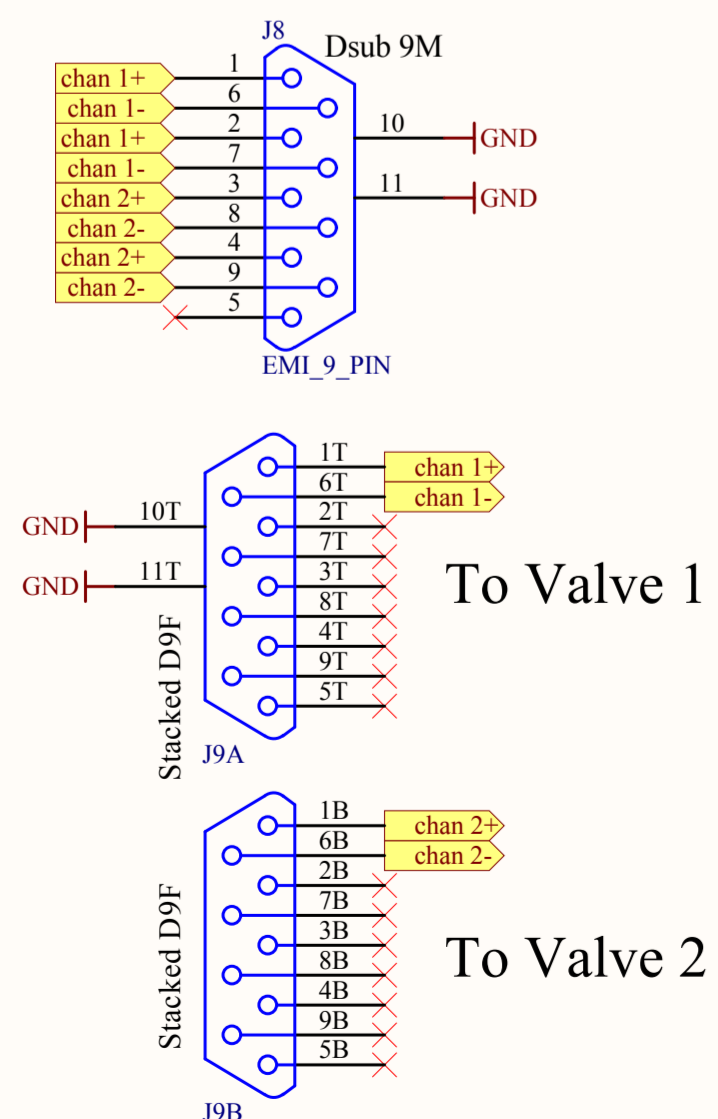 J8
Dsub 9M
chan 1+ 1
chan 1- 6
chan 1+ 2
10 GND
chan 1- 7
chan 2+ 3
11 GND
chan 2- 8
chan 2+ 4
chan 2- 9
5
EMI_9_PIN
1T chan 1+
6T chan 1-
GND 10T
2T
7T
GND 11T
3T
8T
4T
9T
5T
To Valve 1
Stacked D9F
J9A
1B chan 2+
6B chan 2-
2B
7B
3B
8B
4B
9B
5B
To Valve 2
Stacked D9F
J9B